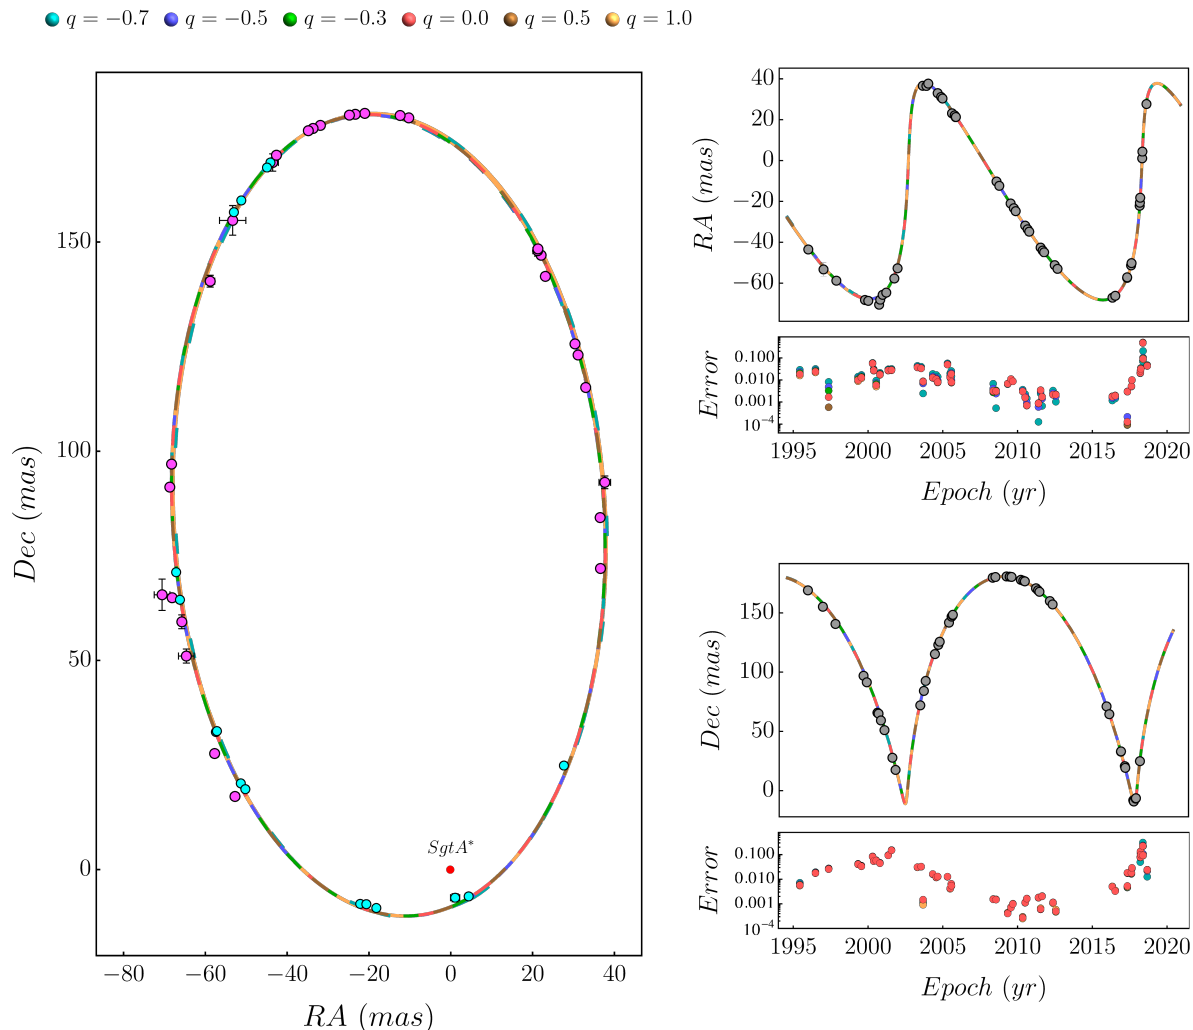 q = −0.7 q = −0.5 q = −0.3 q = 0.0 q = 0.5 q = 1.0
150
100
50
0
Dec (mas)
SgtA*
−80 −60 −40 −20 0 20 40
RA (mas)
40
20
0
−20
−40
−60
RA (mas)
0.100
0.010
0.001
10⁻⁴
Error
1995 2000 2005 2010 2015 2020
Epoch (yr)
150
100
50
0
Dec (mas)
0.100
0.010
0.001
10⁻⁴
Error
1995 2000 2005 2010 2015 2020
Epoch (yr)